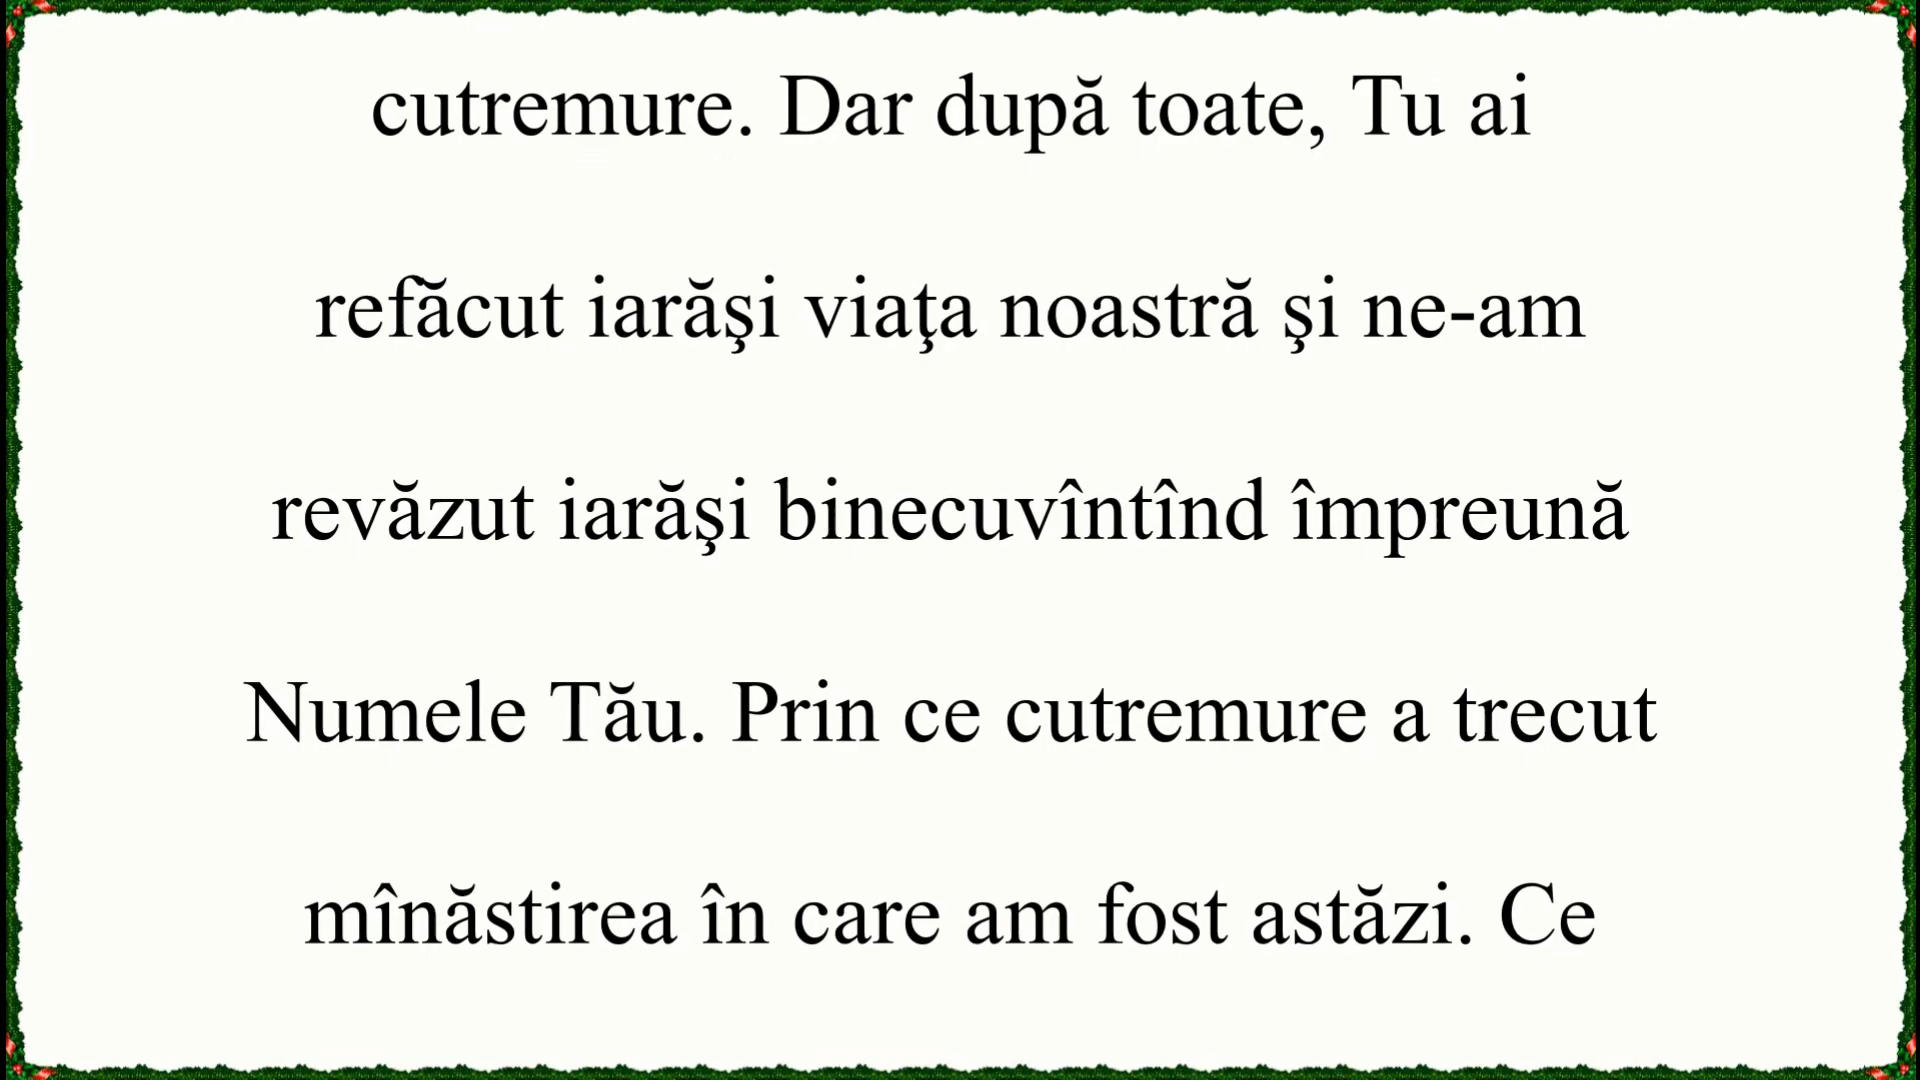 cutremure. Dar după toate, Tu ai
refăcut iarăşi viaţa noastră şi ne-am
revăzut iarăşi binecuvîntînd împreună
Numele Tău. Prin ce cutremure a trecut
mînăstirea în care am fost astăzi. Ce